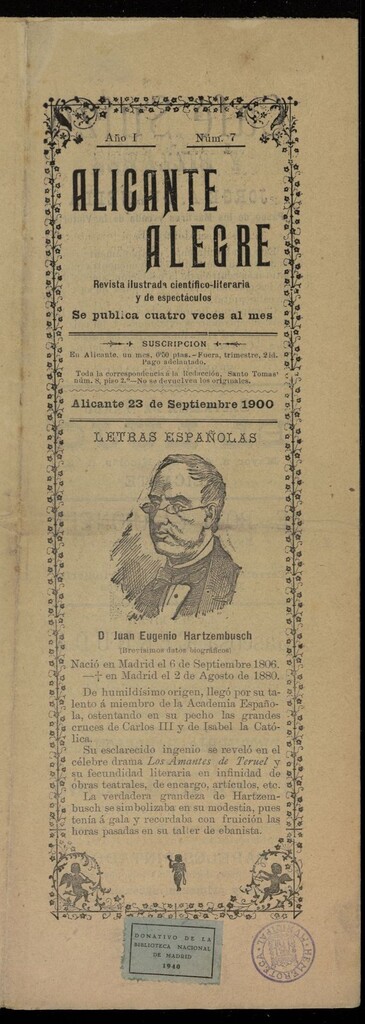 Año I Núm. 7
ALICANTE
ALEGRE
Revista ilustrada científico-literaria
y de espectáculos
Se publica cuatro veces al mes
SUSCRIPCION
En Alicante, un mes, 0'50 ptas.—Fuera, trimestre, 2 id.
Pago adelantado.
Toda la correspondencia á la Redacción, Santo Tomas
núm. 8, piso 2.º—No se devuelven los originales.
Alicante 23 de Septiembre 1900
LETRAS ESPAÑOLAS
D Juan Eugenio Hartzembusch
(Brevísimos datos biográficos)
Nació en Madrid el 6 de Septiembre 1806.
—† en Madrid el 2 de Agosto de 1880.
De humildísimo origen, llegó por su ta-
lento á miembro de la Academia Españo-
la, ostentando en su pecho las grandes
cruces de Carlos III y de Isabel la Cató-
lica.
Su esclarecido ingenio se reveló en el
célebre drama Los Amantes de Teruel y
su fecundidad literaria en infinidad de
obras teatrales, de encargo, artículos, etc.
La verdadera grandeza de Hartzem-
busch se simbolizaba en su modestia, pues
tenía á gala y recordaba con fruición las
horas pasadas en su taller de ebanista.
DONATIVO DE LA
BIBLIOTECA NACIONAL
DE MADRID
1940
HEMEROTECA MUNICIPAL